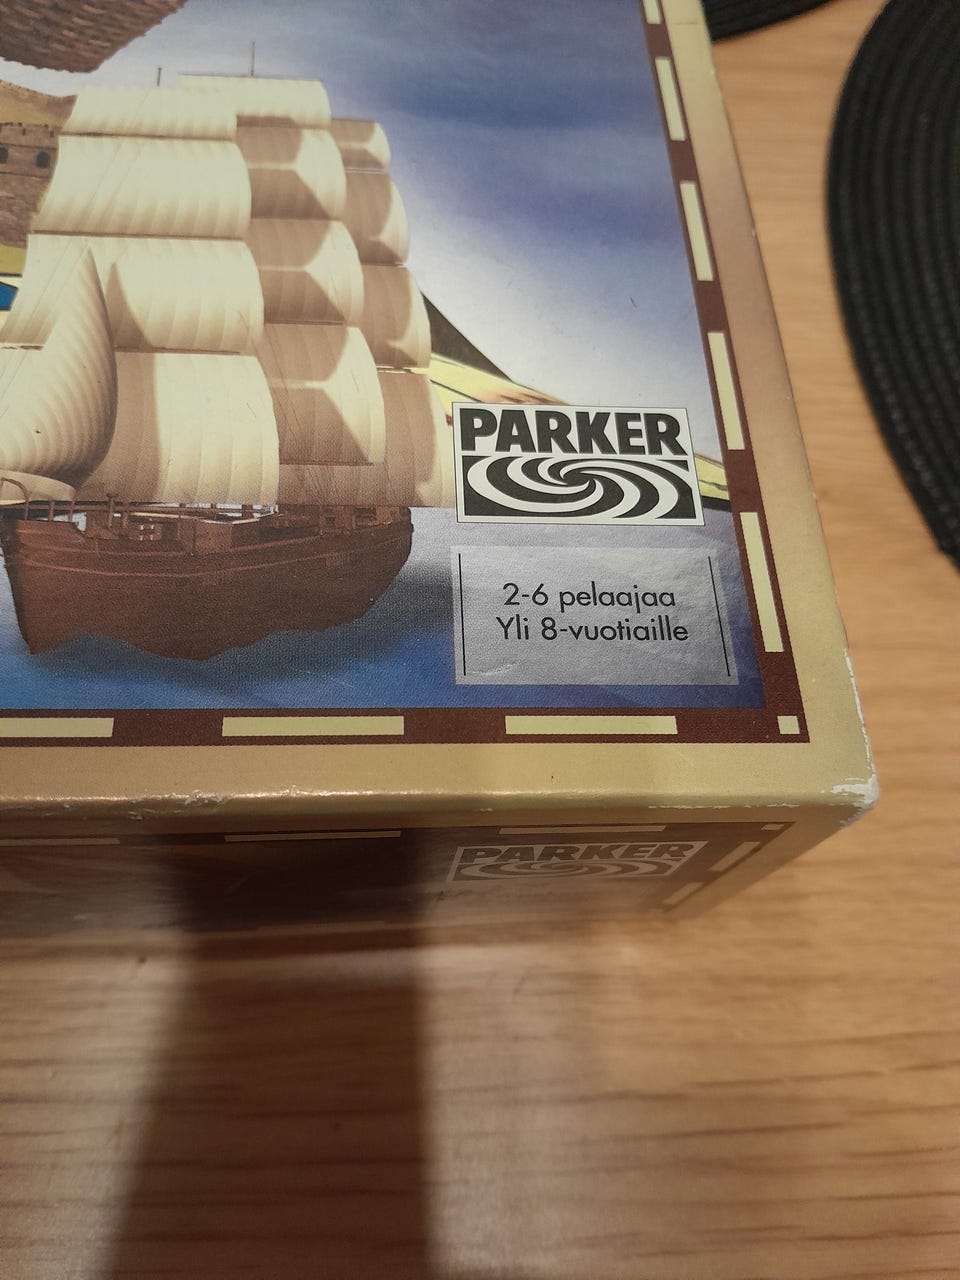 PARKER
2-6 pelaajaa
Yli 8-vuotiaille
PARKER